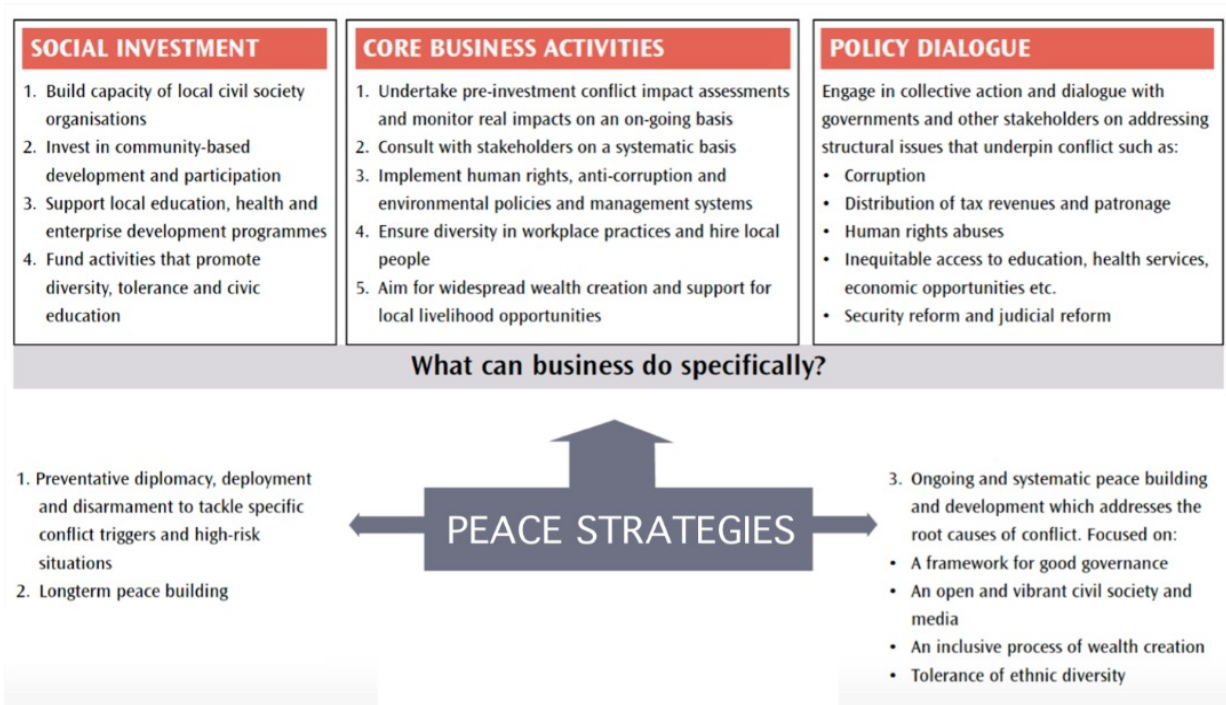 SOCIAL INVESTMENT
1. Build capacity of local civil society
organisations
2. Invest in community-based
development and participation
3. Support local education, health and
enterprise development programmes
4. Fund activities that promote
diversity, tolerance and civic
education
CORE BUSINESS ACTIVITIES
1. Undertake pre-investment conflict impact assessments
and monitor real impacts on an on-going basis
2. Consult with stakeholders on a systematic basis
3. Implement human rights, anti-corruption and
environmental policies and management systems
4. Ensure diversity in workplace practices and hire local
people
5. Aim for widespread wealth creation and support for
local livelihood opportunities
POLICY DIALOGUE
Engage in collective action and dialogue with
governments and other stakeholders on addressing
structural issues that underpin conflict such as:
• Corruption
• Distribution of tax revenues and patronage
• Human rights abuses
• Inequitable access to education, health services,
economic opportunities etc.
• Security reform and judicial reform
What can business do specifically?
1. Preventative diplomacy, deployment
and disarmament to tackle specific
conflict triggers and high-risk
situations
2. Longterm peace building
PEACE STRATEGIES
3. Ongoing and systematic peace building
and development which addresses the
root causes of conflict. Focused on:
• A framework for good governance
• An open and vibrant civil society and
media
• An inclusive process of wealth creation
• Tolerance of ethnic diversity